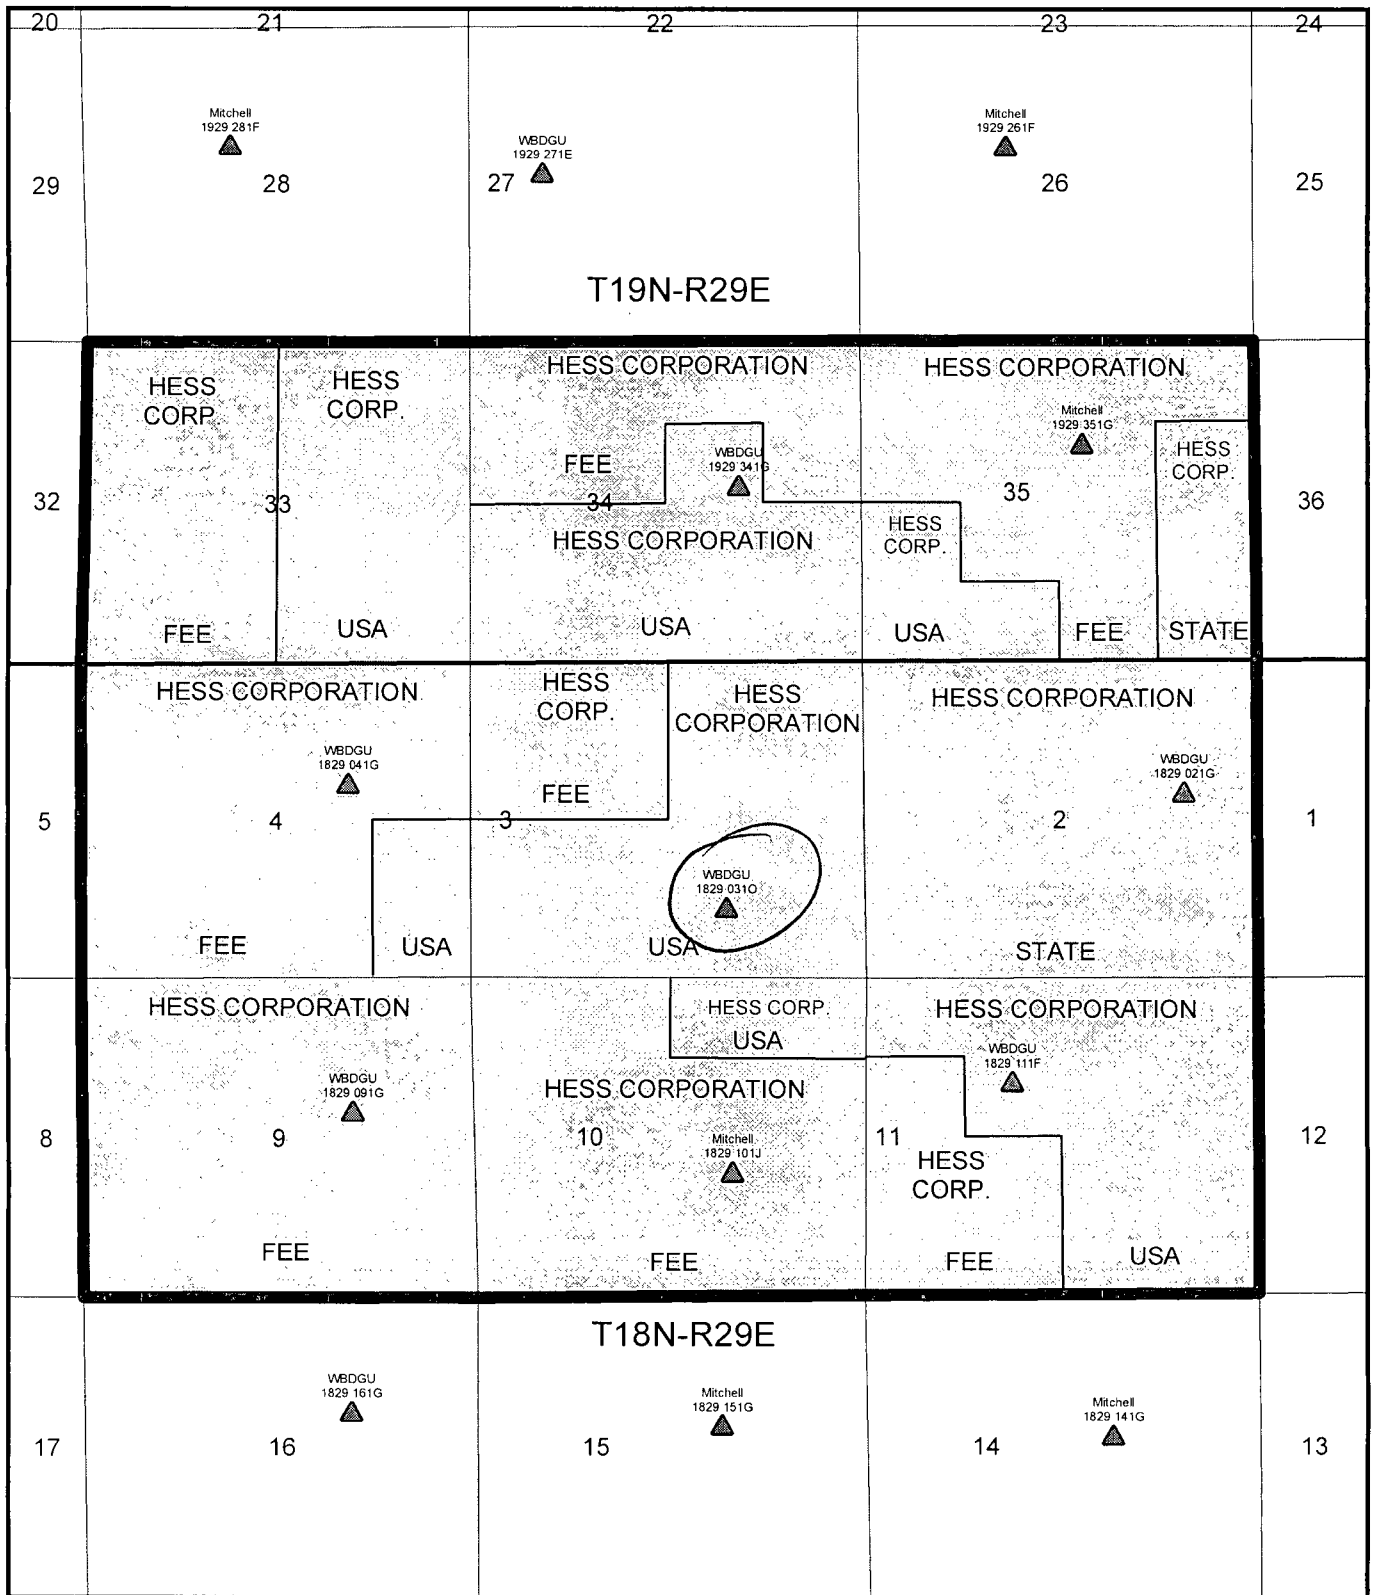 20 21 22 23 24
Mitchell
1929 281F
WBDGU
1929 271E
Mitchell
1929 261F
29 28 27 26 25
T19N-R29E
HESS
CORP.
HESS
CORP.
HESS CORPORATION
HESS CORPORATION
FEE
WBDGU
1929 341G
Mitchell
1929 351G
HESS
CORP.
32 33 34 35 36
HESS CORPORATION
HESS
CORP.
FEE USA USA USA FEE STATE
HESS CORPORATION
HESS
CORP.
HESS
CORPORATION
HESS CORPORATION
WBDGU
1829 041G
FEE
WBDGU
1829 021G
5 4 3 2 1
WBDGU
1829 031O
FEE USA USA STATE
HESS CORPORATION
HESS CORP.
USA
HESS CORPORATION
WBDGU
1829 091G
HESS CORPORATION
WBDGU
1829 111F
8 9 10 11 12
Mitchell
1829 101J
HESS
CORP.
FEE FEE FEE USA
T18N-R29E
WBDGU
1829 161G
Mitchell
1829 151G
Mitchell
1829 141G
17 16 15 14 13